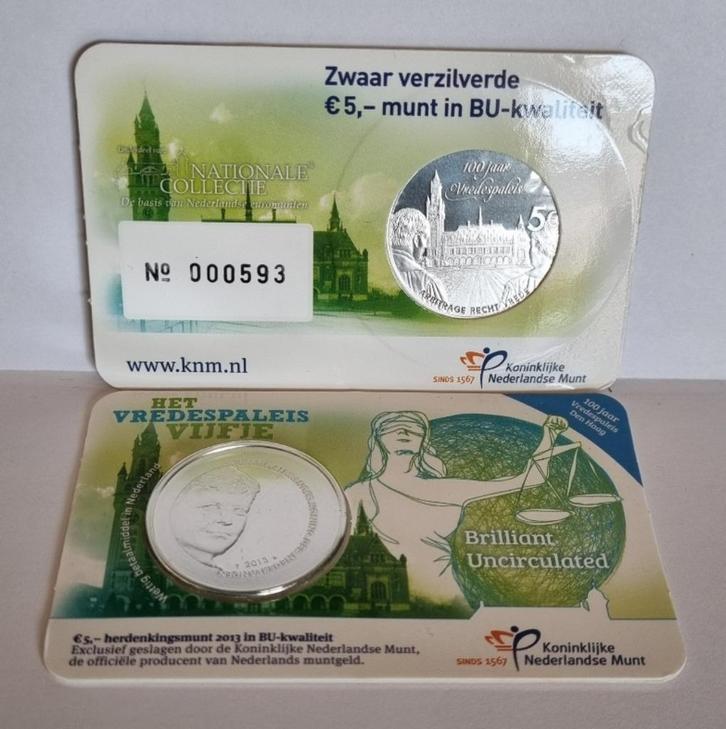 Zwaar verzilverde
€ 5,- munt in BU-kwaliteit
NATIONALE
COLLECTIE
De basis van Nederlandse euromunten
Nº 000593
100 jaar
Vredespaleis
5
ARBITRAGE RECHT VREDE
www.knm.nl
SINDS 1567
Koninklijke
Nederlandse Munt
HET
VREDESPALEIS
VIJFJE
100 jaar
Vredespaleis
Den Haag
Wettig betaalmiddel in Nederland
2013
Brilliant
Uncirculated
€ 5,- herdenkingsmunt 2013 in BU-kwaliteit
Exclusief geslagen door de Koninklijke Nederlandse Munt,
de officiële producent van Nederlands muntgeld.
SINDS 1567
Koninklijke
Nederlandse Munt